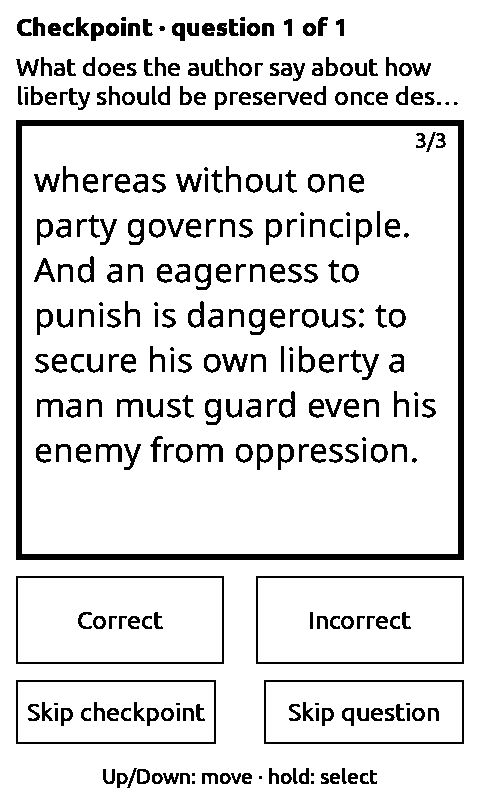 Checkpoint · question 1 of 1
What does the author say about how
liberty should be preserved once des…
3/3
whereas without one
party governs principle.
And an eagerness to
punish is dangerous: to
secure his own liberty a
man must guard even his
enemy from oppression.
Correct
Incorrect
Skip checkpoint
Skip question
Up/Down: move · hold: select